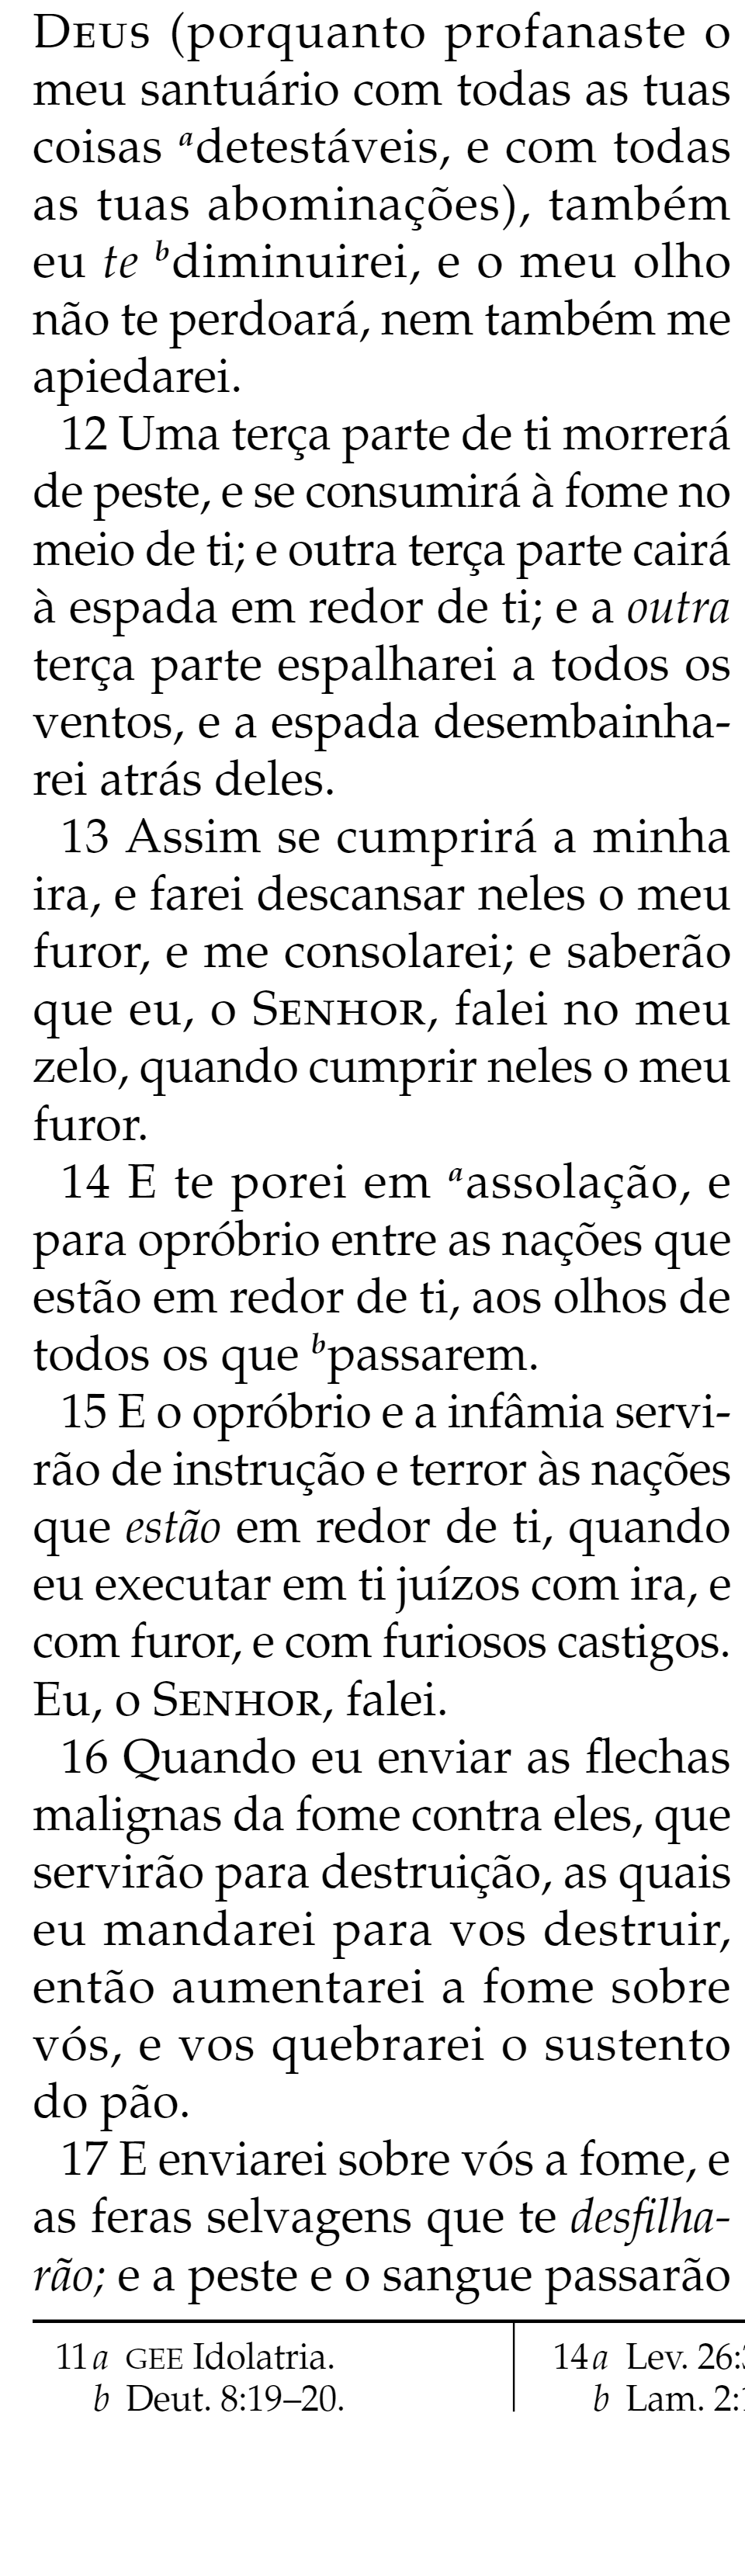 DEUS (porquanto profanaste o
meu santuário com todas as tuas
coisas adetestáveis, e com todas
as tuas abominações), também
eu te bdiminuirei, e o meu olho
não te perdoará, nem também me
apiedarei.
12 Uma terça parte de ti morrerá
de peste, e se consumirá à fome no
meio de ti; e outra terça parte cairá
à espada em redor de ti; e a outra
terça parte espalharei a todos os
ventos, e a espada desembainha-
rei atrás deles.
13 Assim se cumprirá a minha
ira, e farei descansar neles o meu
furor, e me consolarei; e saberão
que eu, o SENHOR, falei no meu
zelo, quando cumprir neles o meu
furor.
14 E te porei em aassolação, e
para opróbrio entre as nações que
estão em redor de ti, aos olhos de
todos os que bpassarem.
15 E o opróbrio e a infâmia servi-
rão de instrução e terror às nações
que estão em redor de ti, quando
eu executar em ti juízos com ira, e
com furor, e com furiosos castigos.
Eu, o SENHOR, falei.
16 Quando eu enviar as flechas
malignas da fome contra eles, que
servirão para destruição, as quais
eu mandarei para vos destruir,
então aumentarei a fome sobre
vós, e vos quebrarei o sustento
do pão.
17 E enviarei sobre vós a fome, e
as feras selvagens que te desfilha-
rão; e a peste e o sangue passarão
11a GEE Idolatria.
b Deut. 8:19–20.
14a Lev. 26:
b Lam. 2: